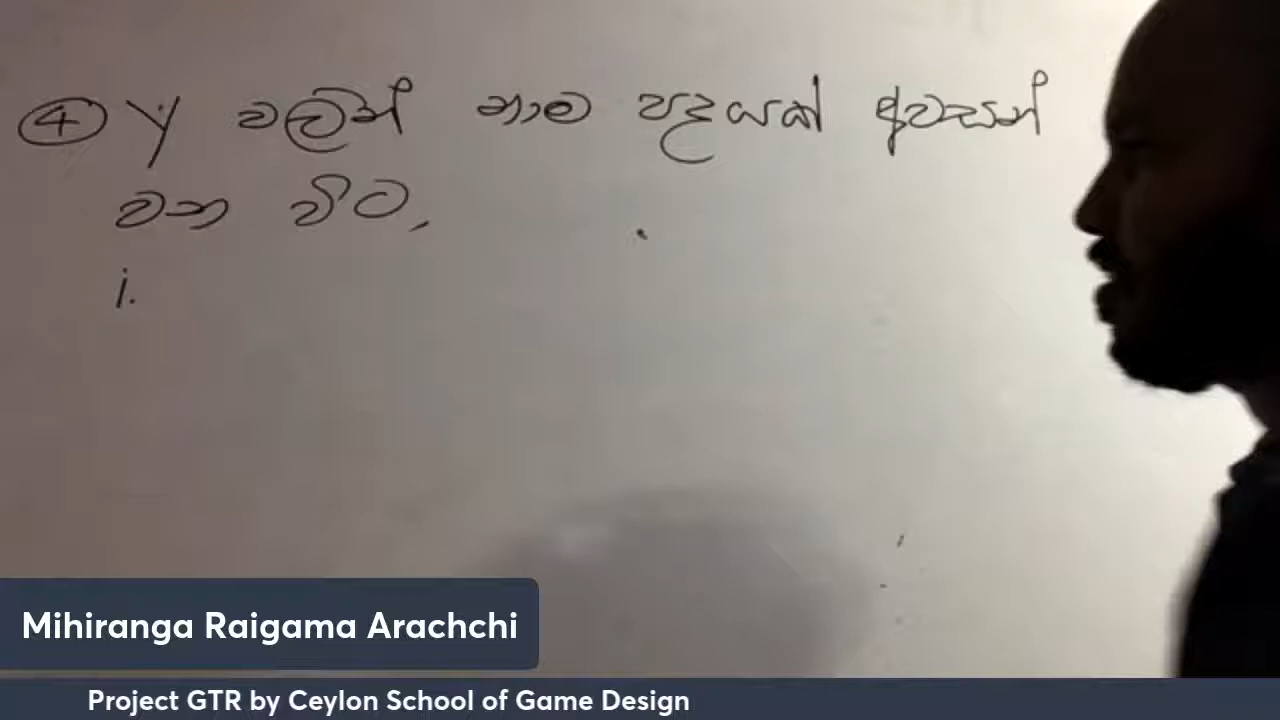 ④ y වලින් නාම පදයක් අවසන්
වන විට,
i.
Mihiranga Raigama Arachchi
Project GTR by Ceylon School of Game Design